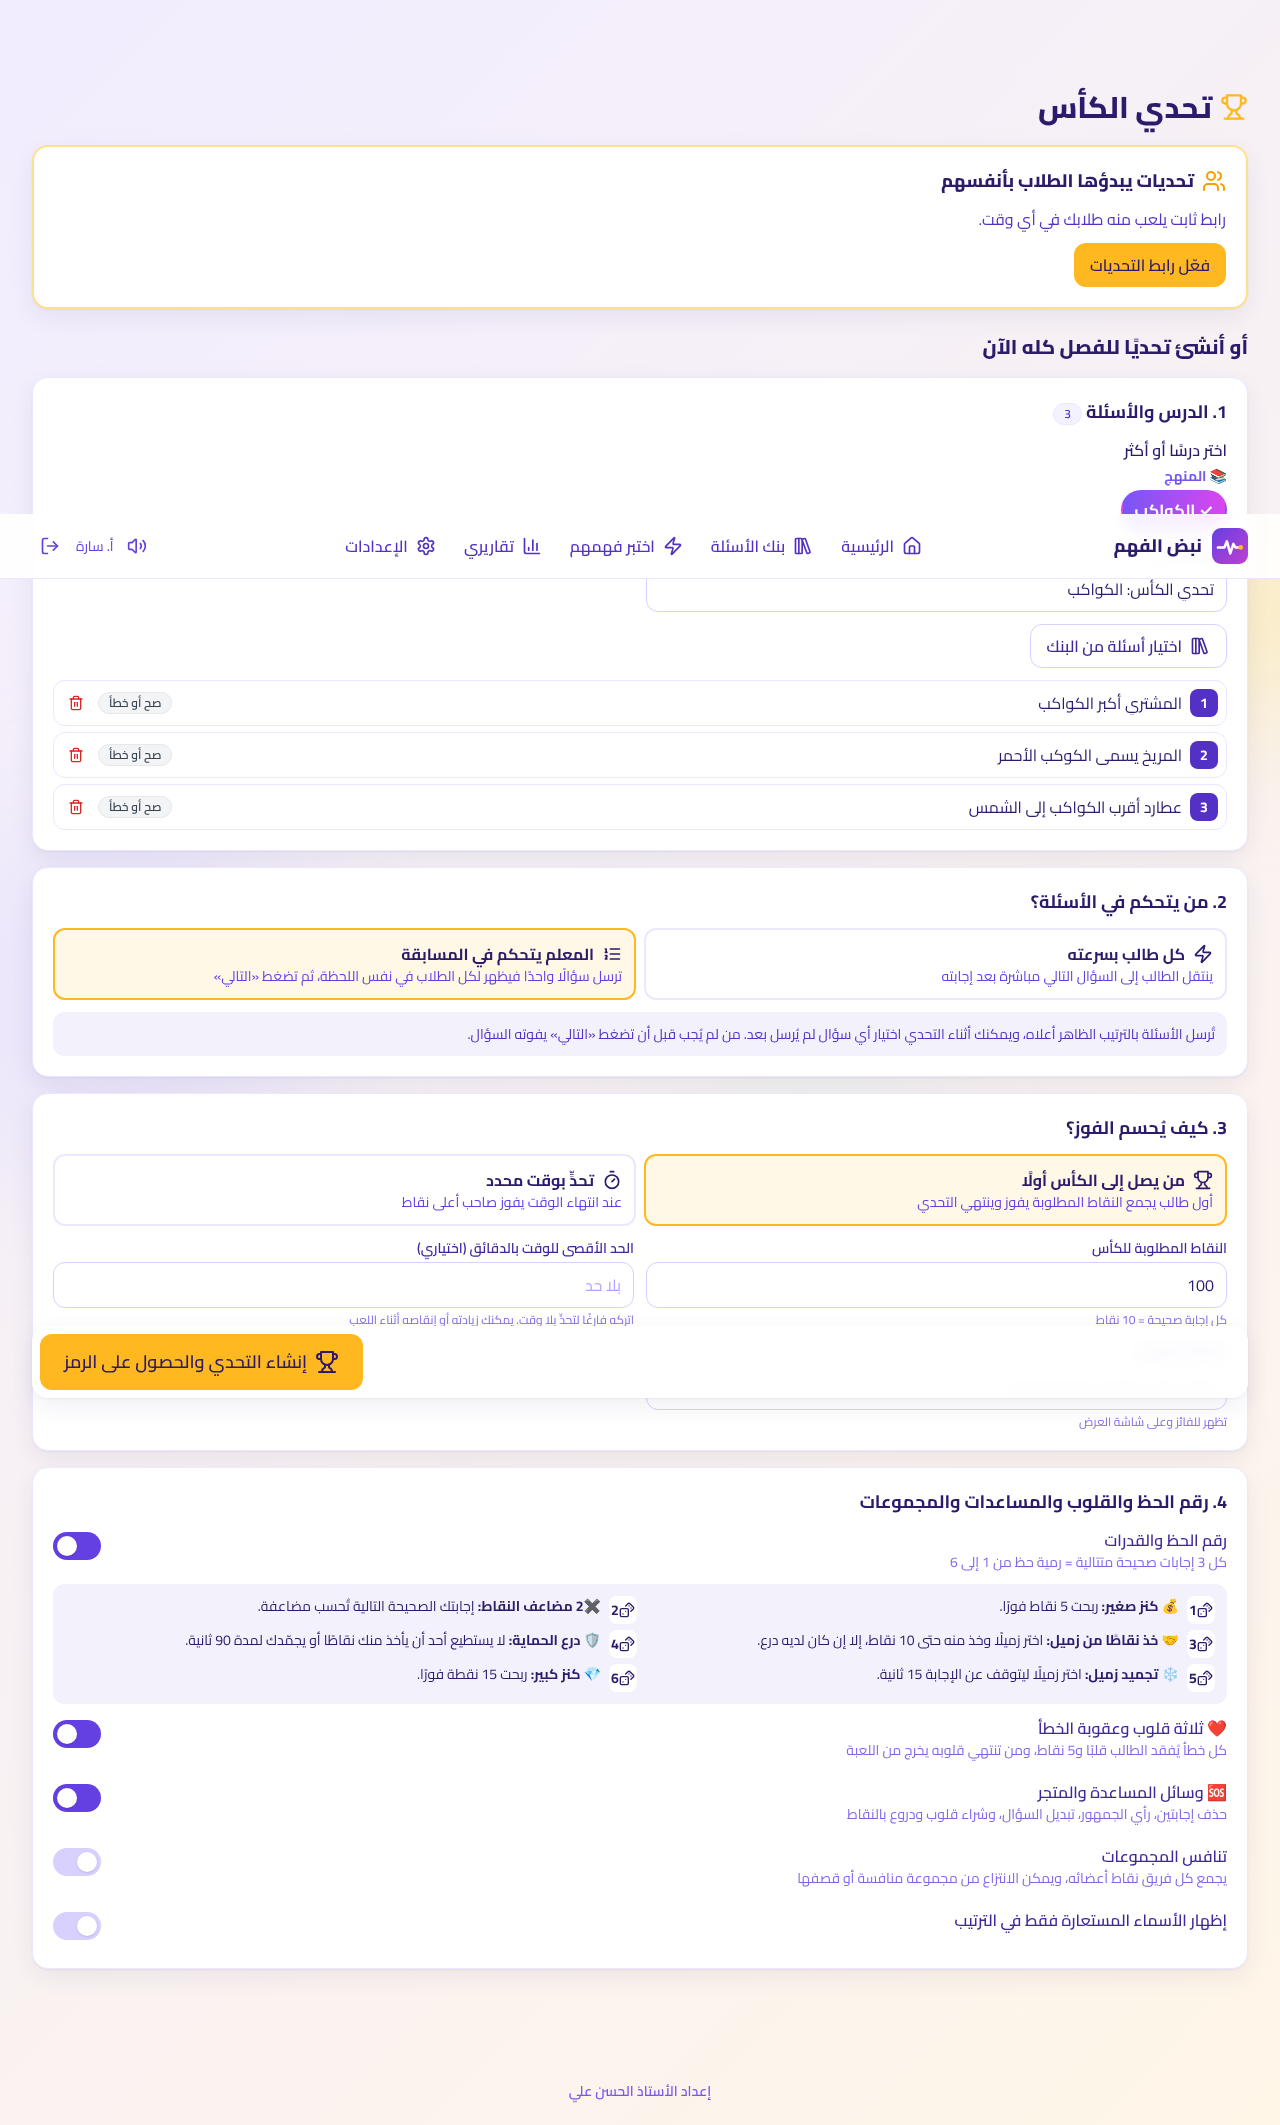 تحدي الكأس
تحديات يبدؤها الطلاب بأنفسهم
رابط ثابت يلعب منه طلابك في أي وقت.
فعّل رابط التحديات
أو أنشئ تحديًا للفصل كله الآن
1. الدرس والأسئلة 3
اختر درسًا أو أكثر
📚 المنهج
✓ الكواكب
نبض الفهم
الرئيسية
بنك الأسئلة
اختبر فهمهم
تقاريري
الإعدادات
أ. سارة
تحدي الكأس: الكواكب
اختيار أسئلة من البنك
1 المشتري أكبر الكواكب صح أو خطأ
2 المريخ يسمى الكوكب الأحمر صح أو خطأ
3 عطارد أقرب الكواكب إلى الشمس صح أو خطأ
2. من يتحكم في الأسئلة؟
كل طالب بسرعته
ينتقل الطالب إلى السؤال التالي مباشرة بعد إجابته
المعلم يتحكم في المسابقة
ترسل سؤالًا واحدًا فيظهر لكل الطلاب في نفس اللحظة، ثم تضغط «التالي»
تُرسل الأسئلة بالترتيب الظاهر أعلاه، ويمكنك أثناء التحدي اختيار أي سؤال لم يُرسل بعد. من لم يُجب قبل أن تضغط «التالي» يفوته السؤال.
3. كيف يُحسم الفوز؟
من يصل إلى الكأس أولًا
أول طالب يجمع النقاط المطلوبة يفوز وينتهي التحدي
تحدٍّ بوقت محدد
عند انتهاء الوقت يفوز صاحب أعلى نقاط
النقاط المطلوبة للكأس
100
كل إجابة صحيحة = 10 نقاط
الحد الأقصى للوقت بالدقائق (اختياري)
بلا حد
اتركه فارغًا لتحدٍّ بلا وقت. يمكنك زيادته أو إنقاصه أثناء اللعب
إنشاء التحدي والحصول على الرمز
تظهر للفائز وعلى شاشة العرض
4. رقم الحظ والقلوب والمساعدات والمجموعات
رقم الحظ والقدرات
كل 3 إجابات صحيحة متتالية = رمية حظ من 1 إلى 6
1 💰 كنز صغير: ربحت 5 نقاط فورًا.
2 ✖️2 مضاعف النقاط: إجابتك الصحيحة التالية تُحسب مضاعفة.
3 🤝 خذ نقاطًا من زميل: اختر زميلًا وخذ منه حتى 10 نقاط، إلا إن كان لديه درع.
4 🛡️ درع الحماية: لا يستطيع أحد أن يأخذ منك نقاطًا أو يجمّدك لمدة 90 ثانية.
5 ❄️ تجميد زميل: اختر زميلًا ليتوقف عن الإجابة 15 ثانية.
6 💎 كنز كبير: ربحت 15 نقطة فورًا.
❤️ ثلاثة قلوب وعقوبة الخطأ
كل خطأ يُفقد الطالب قلبًا و5 نقاط، ومن تنتهي قلوبه يخرج من اللعبة
🆘 وسائل المساعدة والمتجر
حذف إجابتين، رأي الجمهور، تبديل السؤال، وشراء قلوب ودروع بالنقاط
تنافس المجموعات
يجمع كل فريق نقاط أعضائه، ويمكن الانتزاع من مجموعة منافسة أو قصفها
إظهار الأسماء المستعارة فقط في الترتيب
إعداد الأستاذ الحسن علي